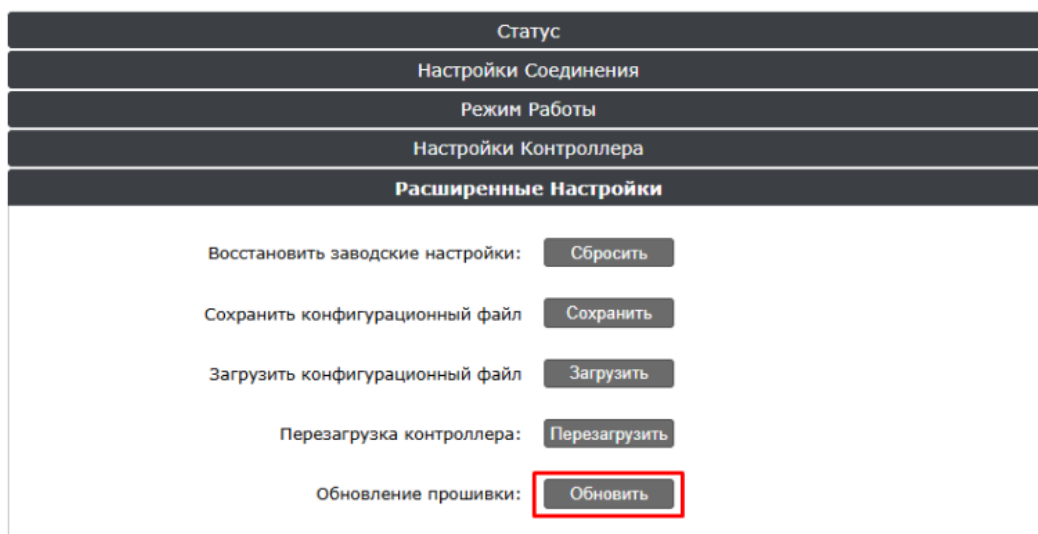 Статус
Настройки Соединения
Режим Работы
Настройки Контроллера
Расширенные Настройки
Восстановить заводские настройки: Сбросить
Сохранить конфигурационный файл Сохранить
Загрузить конфигурационный файл Загрузить
Перезагрузка контроллера: Перезагрузить
Обновление прошивки: Обновить